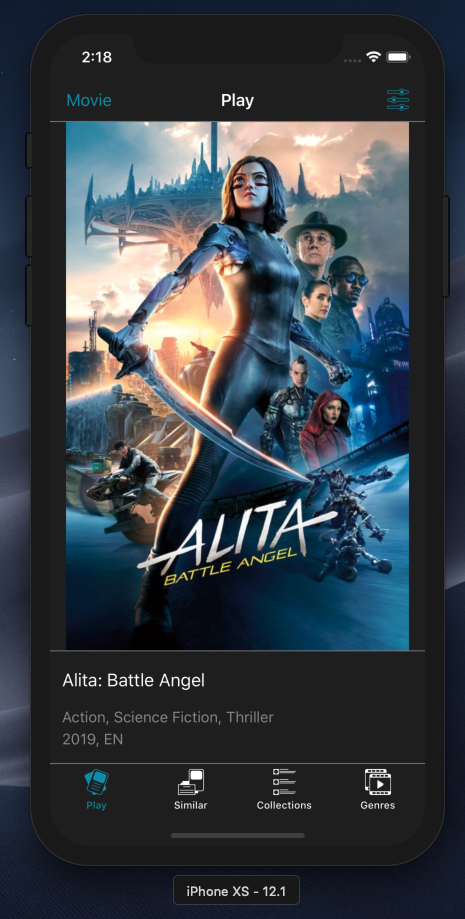 2:18
Movie
Play
ALITA
BATTLE ANGEL
Alita: Battle Angel
Action, Science Fiction, Thriller
2019, EN
Play
Similar
Collections
Genres
iPhone XS - 12.1